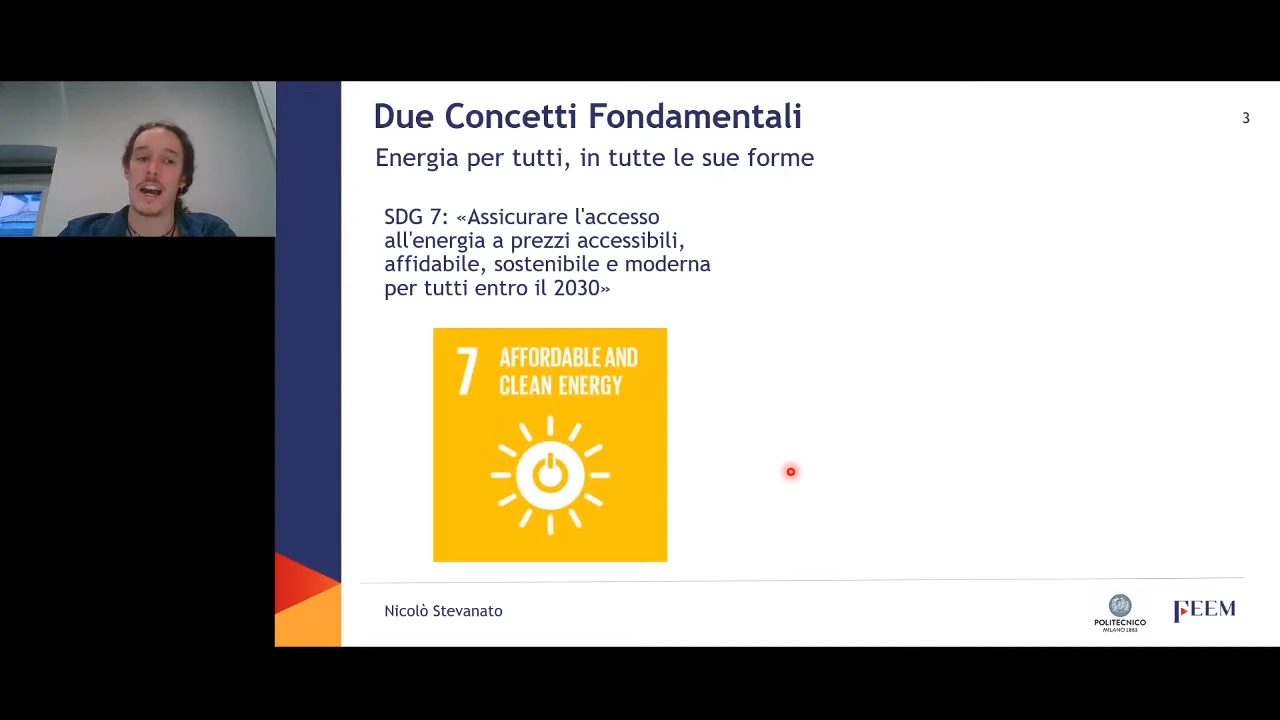 Due Concetti Fondamentali
3
Energia per tutti, in tutte le sue forme
SDG 7: «Assicurare l'accesso
all'energia a prezzi accessibili,
affidabile, sostenibile e moderna
per tutti entro il 2030»
7 AFFORDABLE AND
CLEAN ENERGY
Nicolò Stevanato
POLITECNICO
MILANO 1863
FEEM